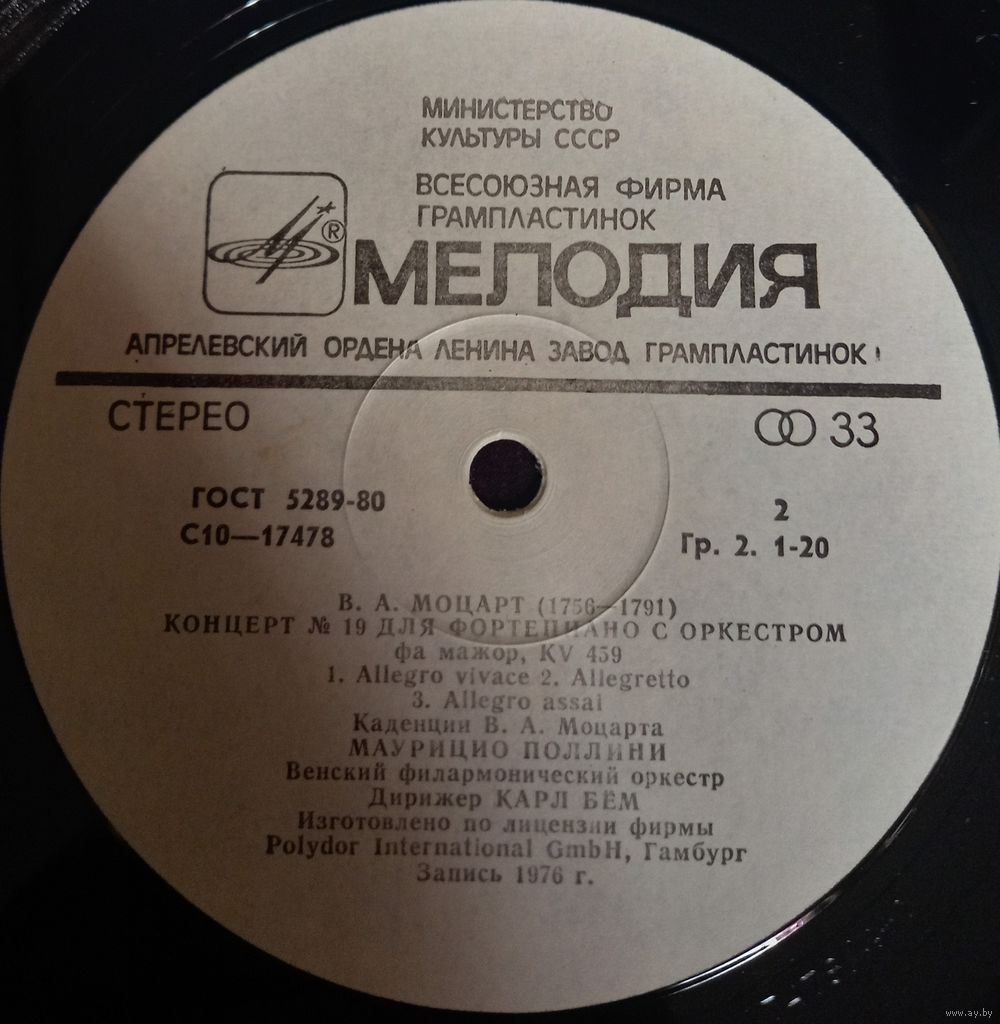 МИНИСТЕРСТВО
КУЛЬТУРЫ СССР
ВСЕСОЮЗНАЯ ФИРМА
ГРАМПЛАСТИНОК
®
МЕЛОДИЯ
АПРЕЛЕВСКИЙ ОРДЕНА ЛЕНИНА ЗАВОД ГРАМПЛАСТИНОК
СТЕРЕО
33
ГОСТ 5289-80
С10—17478
2
Гр. 2. 1-20
В. А. МОЦАРТ (1756—1791)
КОНЦЕРТ № 19 ДЛЯ ФОРТЕПИАНО С ОРКЕСТРОМ
фа мажор, KV 459
1. Allegro vivace 2. Allegretto
3. Allegro assai
Каденции В. А. Моцарта
МАУРИЦИО ПОЛЛИНИ
Венский филармонический оркестр
Дирижер КАРЛ БЁМ
Изготовлено по лицензии фирмы
Polydor International GmbH, Гамбург
Запись 1976 г.
www.ay.by